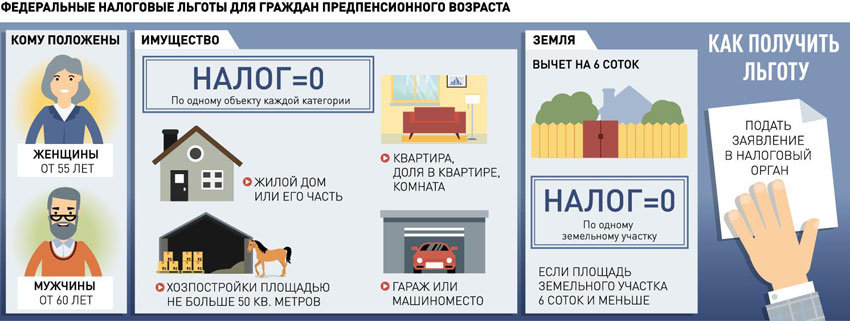 ФЕДЕРАЛЬНЫЕ НАЛОГОВЫЕ ЛЬГОТЫ ДЛЯ ГРАЖДАН ПРЕДПЕНСИОННОГО ВОЗРАСТА
КОМУ ПОЛОЖЕНЫ
ЖЕНЩИНЫ
ОТ 55 ЛЕТ
МУЖЧИНЫ
ОТ 60 ЛЕТ
ИМУЩЕСТВО
НАЛОГ=0
По одному объекту каждой категории
ЖИЛОЙ ДОМ
ИЛИ ЕГО ЧАСТЬ
КВАРТИРА,
ДОЛЯ В КВАРТИРЕ,
КОМНАТА
ХОЗПОСТРОЙКИ ПЛОЩАДЬЮ
НЕ БОЛЬШЕ 50 КВ. МЕТРОВ
ГАРАЖ ИЛИ
МАШИНОМЕСТО
ЗЕМЛЯ
ВЫЧЕТ НА 6 СОТОК
НАЛОГ=0
По одному
земельному участку
ЕСЛИ ПЛОЩАДЬ
ЗЕМЕЛЬНОГО УЧАСТКА
6 СОТОК И МЕНЬШЕ
КАК ПОЛУЧИТЬ
ЛЬГОТУ
ПОДАТЬ
ЗАЯВЛЕНИЕ
В НАЛОГОВЫЙ
ОРГАН